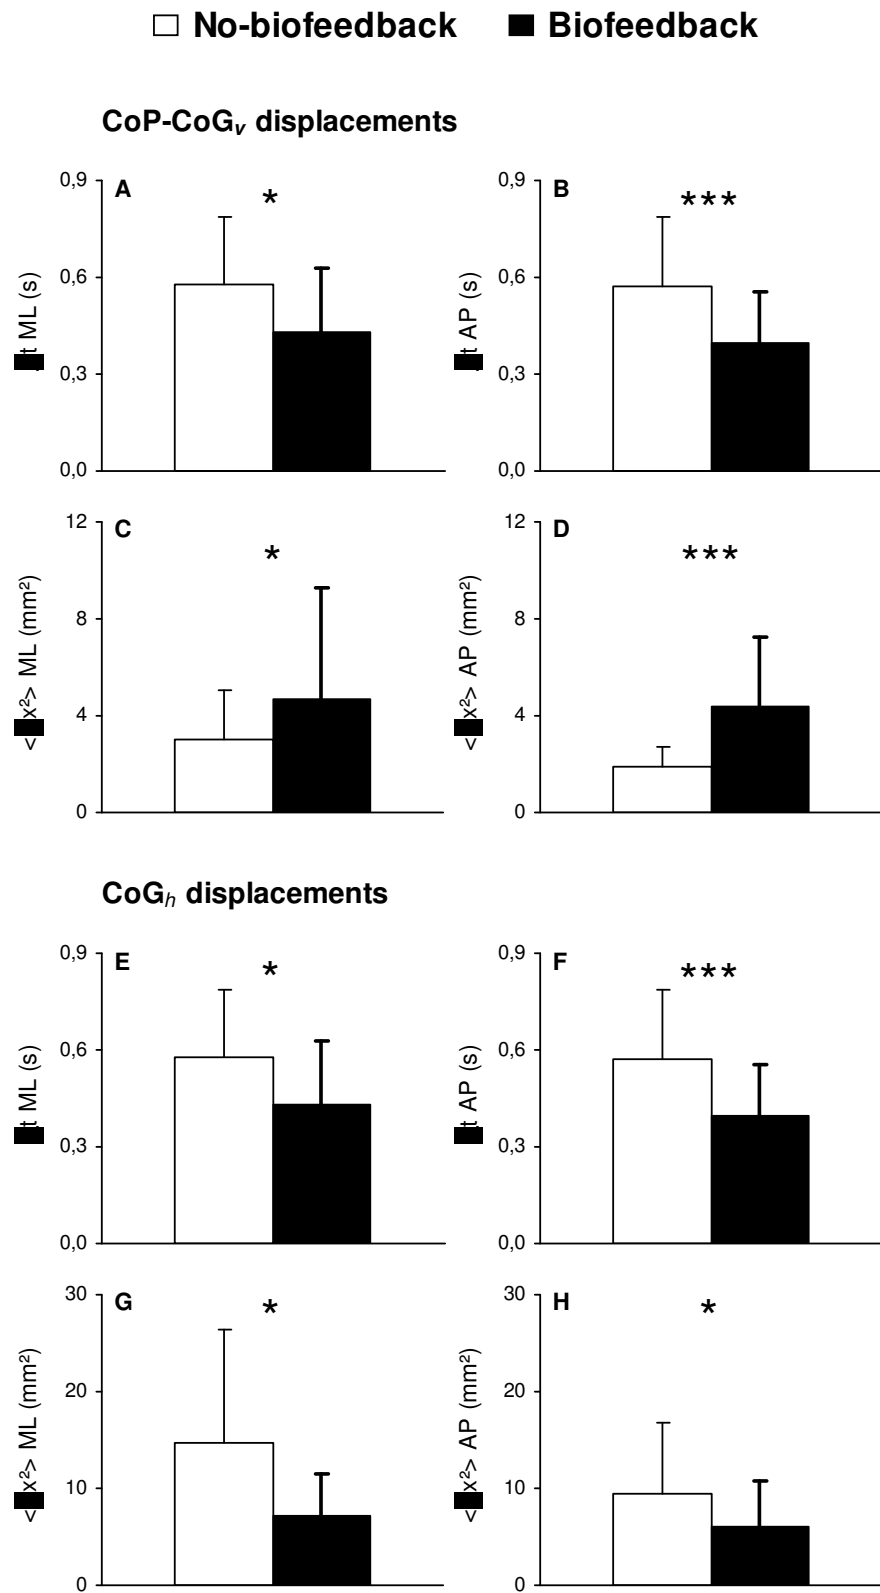 No-biofeedback Biofeedback
CoP-CoGv displacements
A
*
0,9
0,6
0,3
0,0
t ML (s)
B
***
0,9
0,6
0,3
0,0
t AP (s)
C
*
12
8
4
0
< x²> ML (mm²)
D
***
12
8
4
0
< x²> AP (mm²)
CoGh displacements
E
*
0,9
0,6
0,3
0,0
t ML (s)
F
***
0,9
0,6
0,3
0,0
t AP (s)
G
*
30
20
10
0
< x²> ML (mm²)
H
*
30
20
10
0
< x²> AP (mm²)